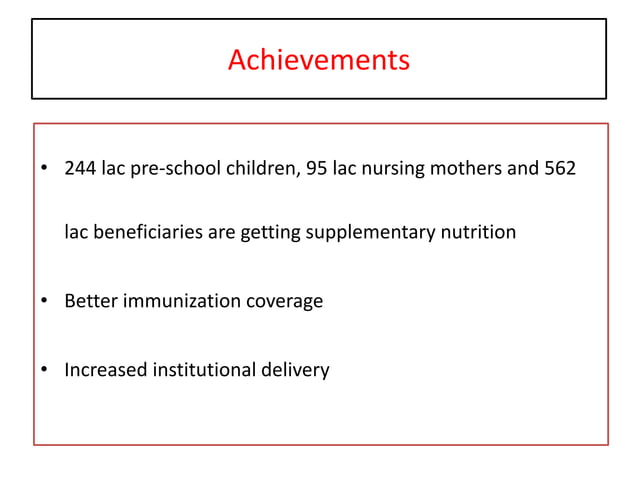 Achievements
• 244 lac pre-school children, 95 lac nursing mothers and 562
lac beneficiaries are getting supplementary nutrition
• Better immunization coverage
• Increased institutional delivery